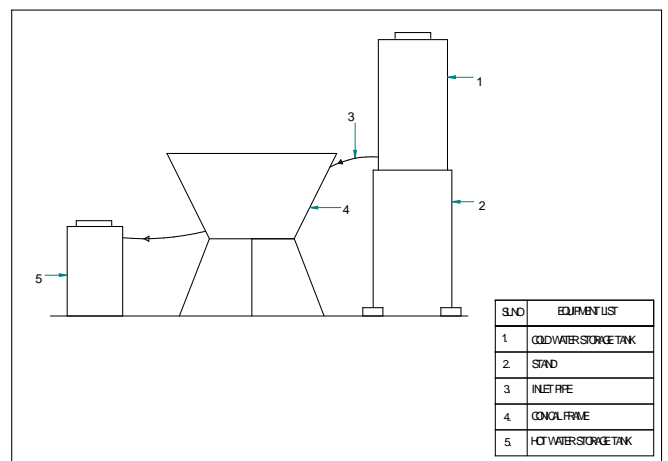 1
3
4
2
5
SL.NO EQUIPMENT LIST
1. COLD WATER STORAGE TANK
2. STAND
3. INLET PIPE
4. CONICAL FRAME
5. HOT WATER STORAGE TANK